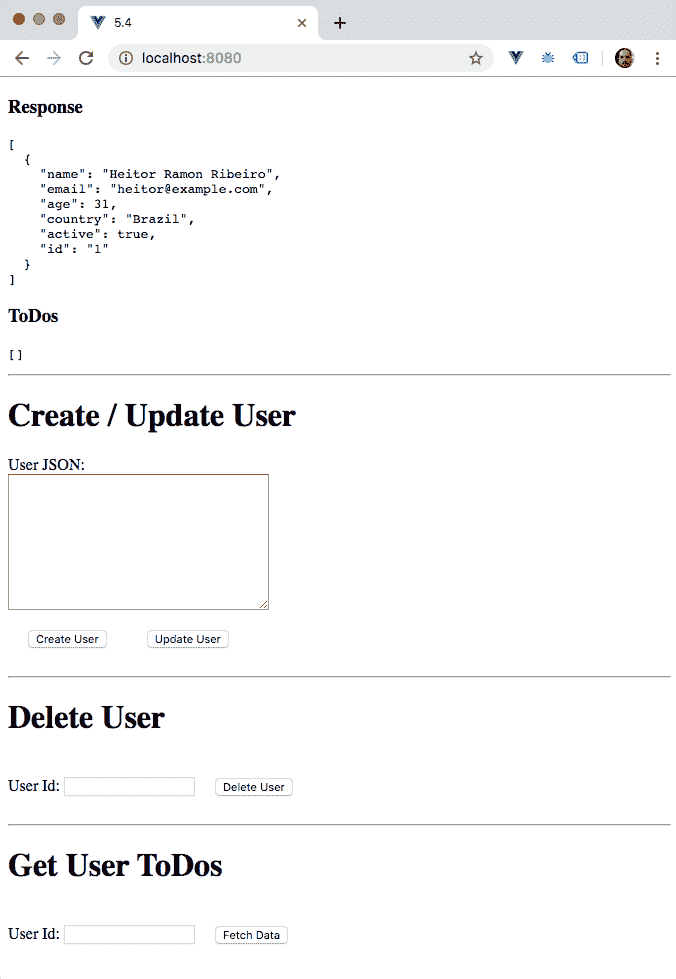 5.4
localhost:8080
Response
[
  {
    "name": "Heitor Ramon Ribeiro",
    "email": "heitor@example.com",
    "age": 31,
    "country": "Brazil",
    "active": true,
    "id": "1"
  }
]
ToDos
[]
Create / Update User
User JSON:
Create User Update User
Delete User
User Id: Delete User
Get User ToDos
User Id: Fetch Data